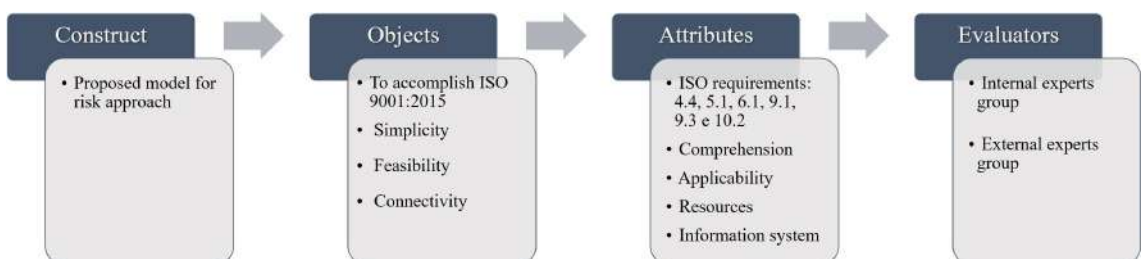 Construct
• Proposed model for
risk approach
Objects
• To accomplish ISO
9001:2015
• Simplicity
• Feasibility
• Connectivity
Attributes
• ISO requirements:
4.4, 5.1, 6.1, 9.1,
9.3 e 10.2
• Comprehension
• Applicability
• Resources
• Information system
Evaluators
• Internal experts
group
• External experts
group